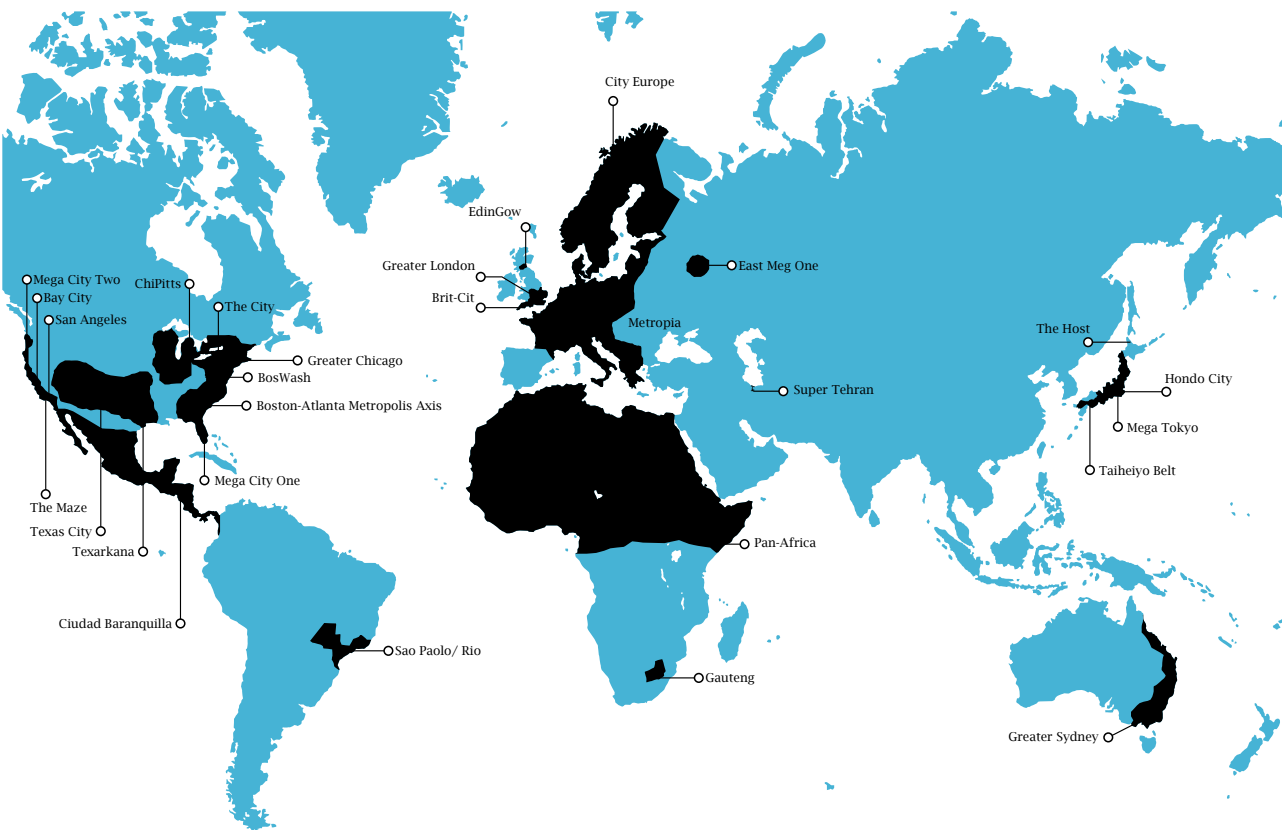 City Europe
EdinGow
Greater London
Brit-Cit
East Meg One
Metropia
Mega City Two
Bay City
San Angeles
ChiPitts
The City
Greater Chicago
BosWash
Boston-Atlanta Metropolis Axis
Mega City One
The Maze
Texas City
Texarkana
Ciudad Baranquilla
Sao Paolo/ Rio
Super Tehran
The Host
Hondo City
Mega Tokyo
Taiheiyo Belt
Pan-Africa
Gauteng
Greater Sydney